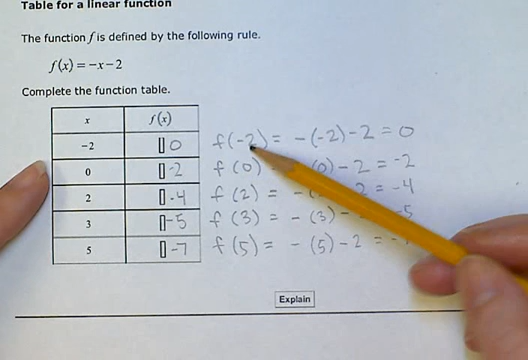 Table for a linear function
The function f is defined by the following rule.
f(x) = −x−2
Complete the function table.
x f(x)
−2 0 f(-2) = -(-2)-2 = 0
0 -2 f(0) (0)-2 = -2
2 -4 f(2) = - 2 = -4
3 -5 f(3) = -(3)- -5
5 -7 f(5) = -(5)-2 = -
Explain